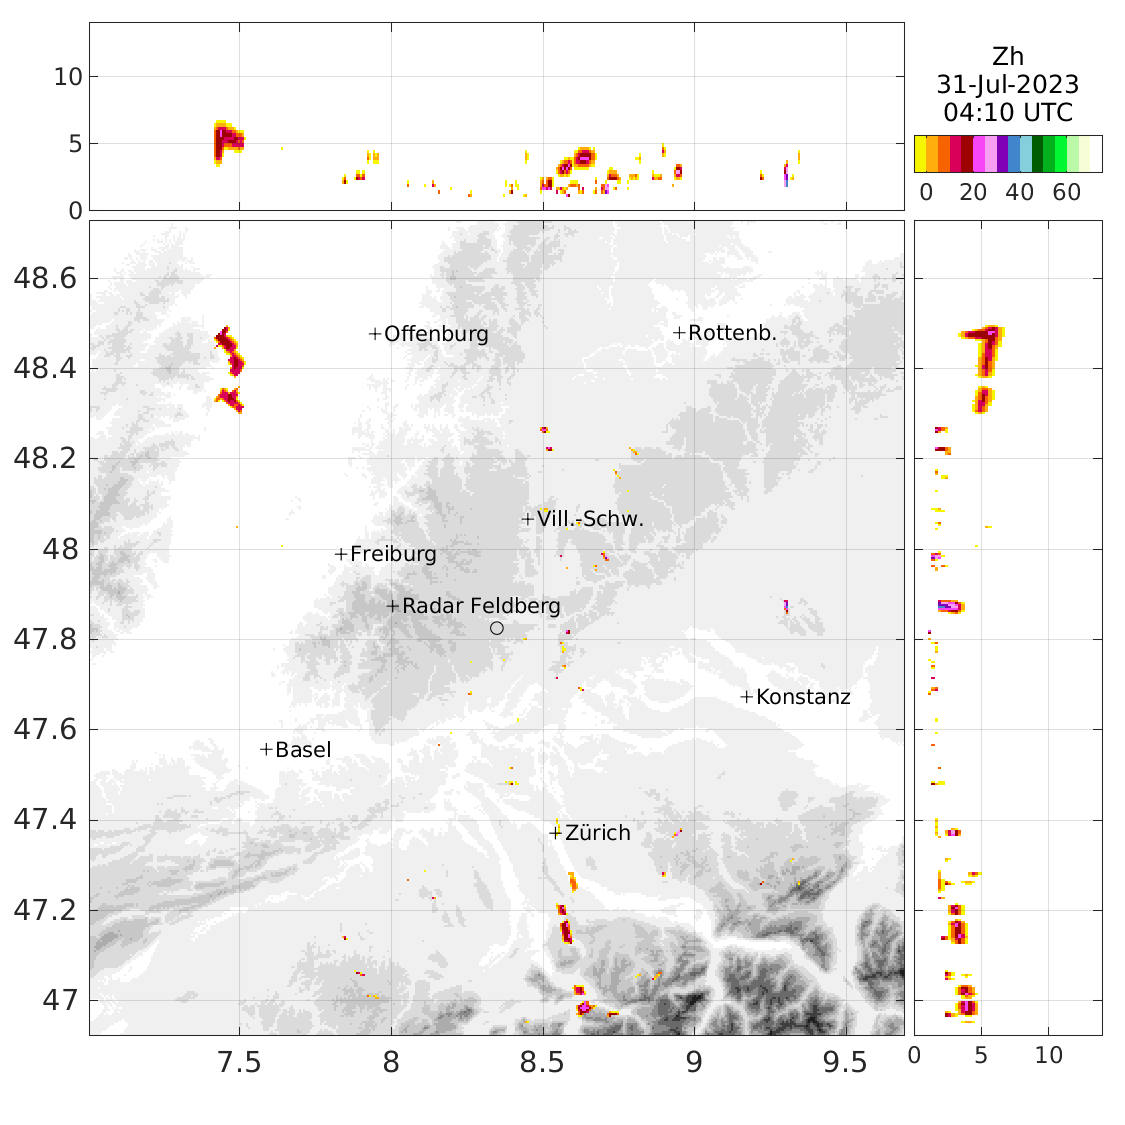 10
5
0
Zh
31-Jul-2023
04:10 UTC
0 20 40 60
48.6
48.4
48.2
48
47.8
47.6
47.4
47.2
47
Offenburg
Rottenb.
Vill.-Schw.
Freiburg
Radar Feldberg
Konstanz
Basel
Zürich
7.5 8 8.5 9 9.5
0 5 10